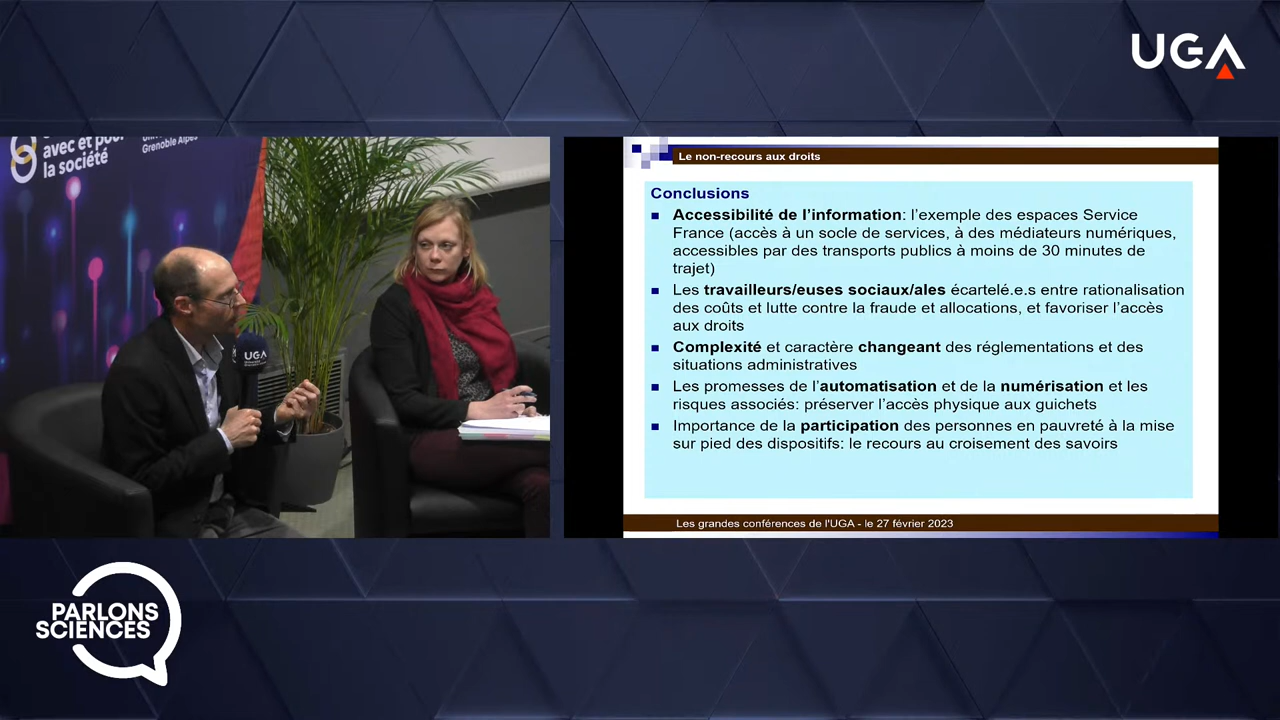 UGA
avec et pour
la société
Grenoble Alpes
UGA
Le non-recours aux droits
Conclusions
Accessibilité de l'information: l'exemple des espaces Service
France (accès à un socle de services, à des médiateurs numériques,
accessibles par des transports publics à moins de 30 minutes de
trajet)
Les travailleurs/euses sociaux/ales écartelé.e.s entre rationalisation
des coûts et lutte contre la fraude et allocations, et favoriser l'accès
aux droits
Complexité et caractère changeant des réglementations et des
situations administratives
Les promesses de l'automatisation et de la numérisation et les
risques associés: préserver l'accès physique aux guichets
Importance de la participation des personnes en pauvreté à la mise
sur pied des dispositifs: le recours au croisement des savoirs
Les grandes conférences de l'UGA - le 27 février 2023
PARLONS
SCIENCES